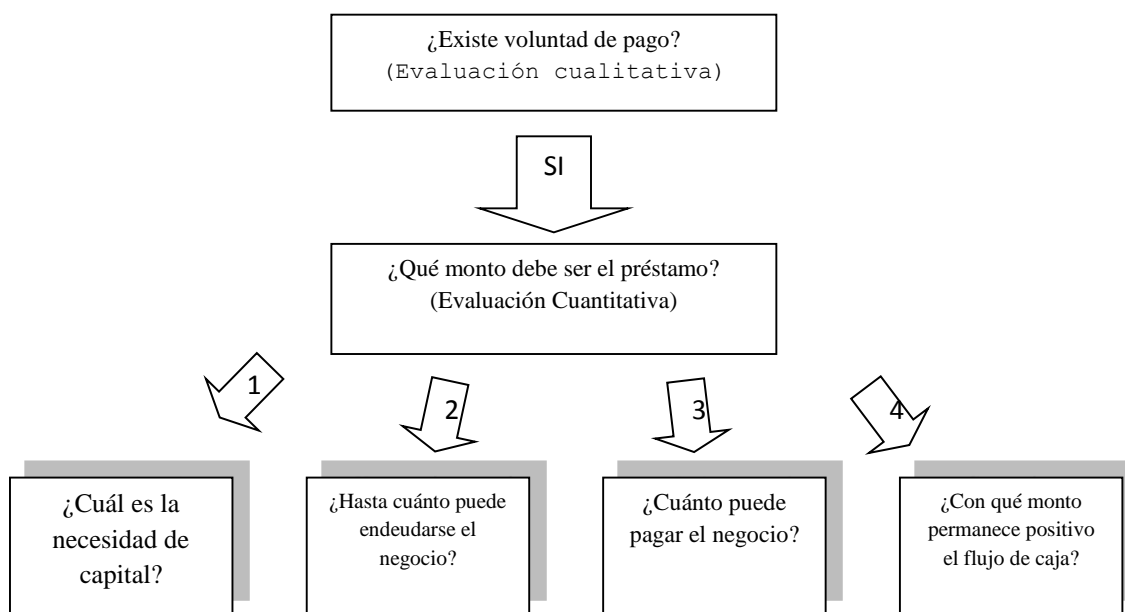 ¿Existe voluntad de pago?
(Evaluación cualitativa)
SI
¿Qué monto debe ser el préstamo?
(Evaluación Cuantitativa)
1
2
3
4
¿Cuál es la
necesidad de
capital?
¿Hasta cuánto puede
endeudarse el
negocio?
¿Cuánto puede
pagar el negocio?
¿Con qué monto
permanece positivo
el flujo de caja?